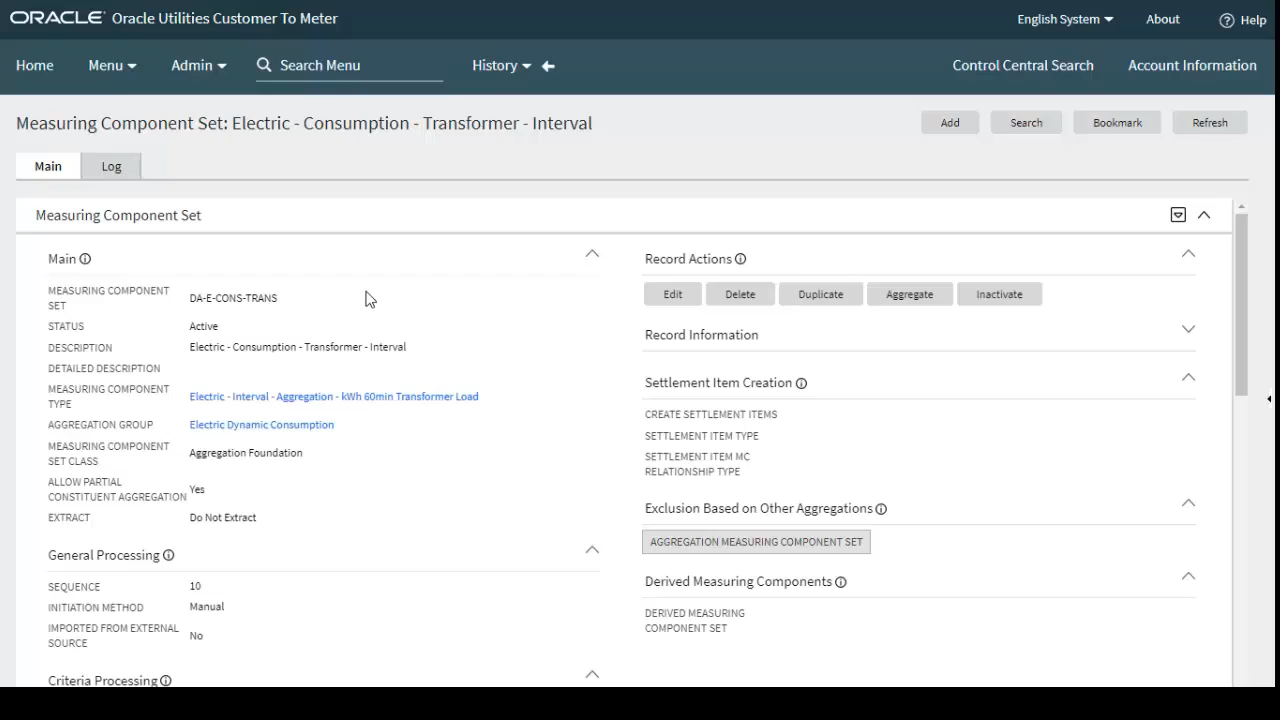 ORACLE Oracle Utilities Customer To Meter
English System About Help
Home Menu Admin Search Menu History Control Central Search Account Information
Measuring Component Set: Electric - Consumption - Transformer - Interval
Add Search Bookmark Refresh
Main Log
Measuring Component Set
Main
MEASURING COMPONENT
SET
DA-E-CONS-TRANS
STATUS Active
DESCRIPTION Electric - Consumption - Transformer - Interval
DETAILED DESCRIPTION
MEASURING COMPONENT
TYPE
Electric - Interval - Aggregation - kWh 60min Transformer Load
AGGREGATION GROUP Electric Dynamic Consumption
MEASURING COMPONENT
SET CLASS
Aggregation Foundation
ALLOW PARTIAL
CONSTITUENT AGGREGATION
Yes
EXTRACT Do Not Extract
General Processing
SEQUENCE 10
INITIATION METHOD Manual
IMPORTED FROM EXTERNAL
SOURCE
No
Criteria Processing
Record Actions
Edit Delete Duplicate Aggregate Inactivate
Record Information
Settlement Item Creation
CREATE SETTLEMENT ITEMS
SETTLEMENT ITEM TYPE
SETTLEMENT ITEM MC
RELATIONSHIP TYPE
Exclusion Based on Other Aggregations
AGGREGATION MEASURING COMPONENT SET
Derived Measuring Components
DERIVED MEASURING
COMPONENT SET